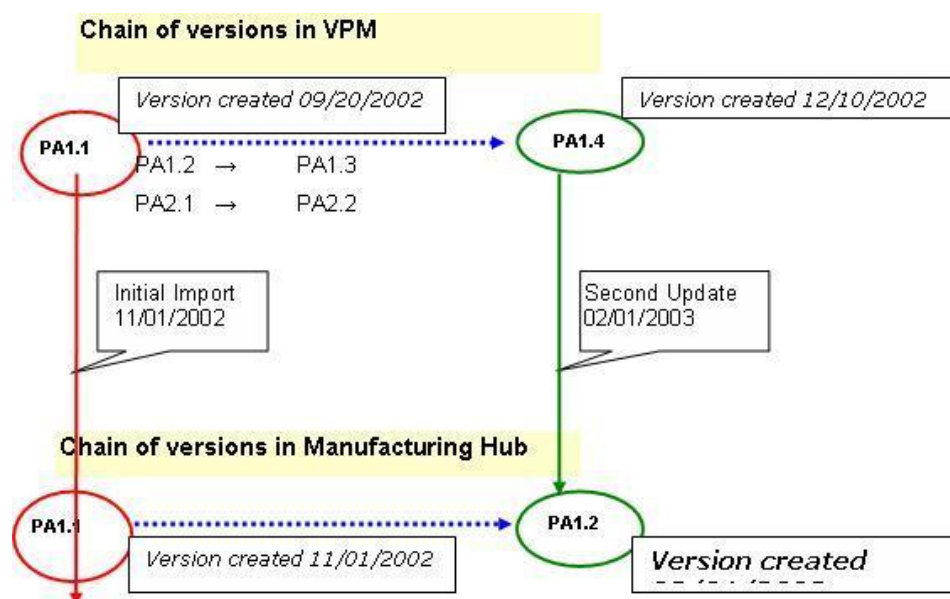 Chain of versions in VPM
Version created 09/20/2002
Version created 12/10/2002
PA1.1
PA1.4
PA1.2 → PA1.3
PA2.1 → PA2.2
Initial Import
11/01/2002
Second Update
02/01/2003
Chain of versions in Manufacturing Hub
PA1.1
PA1.2
Version created 11/01/2002
Version created